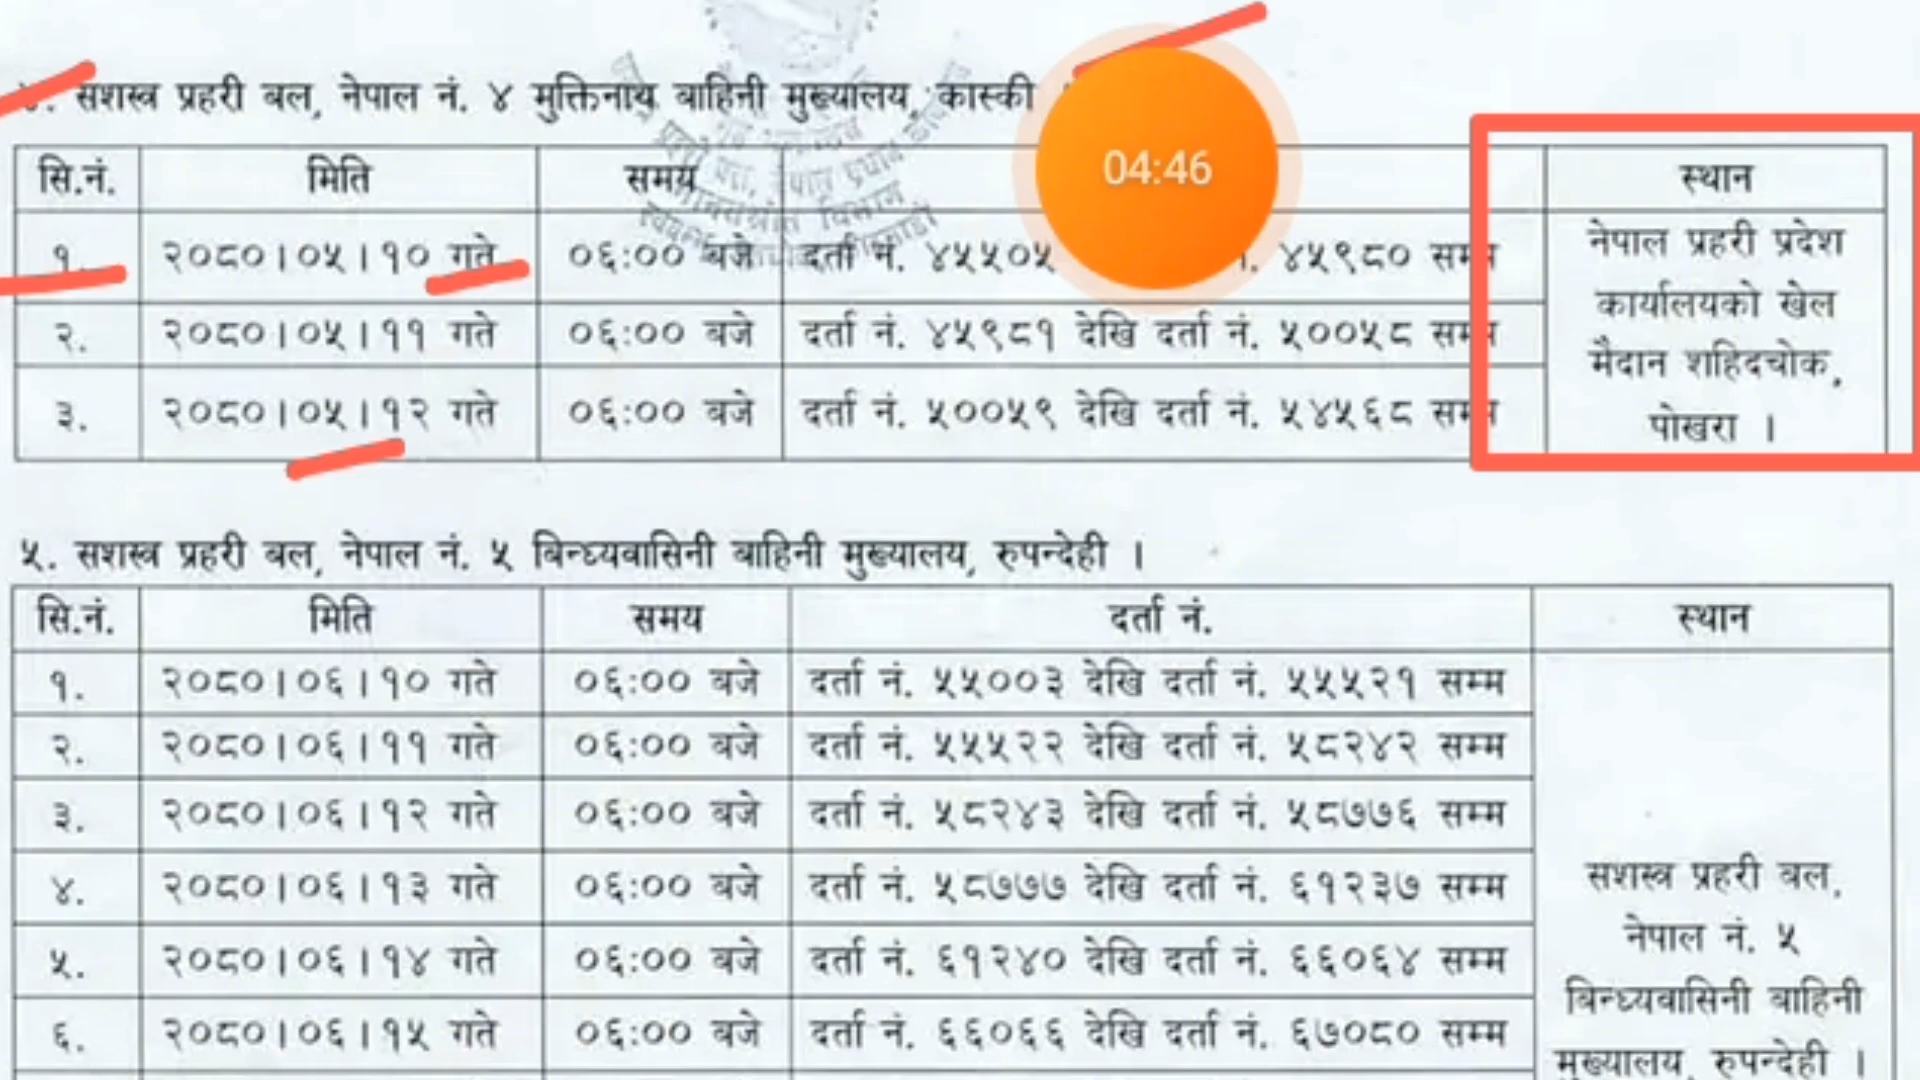 ४. सशस्त्र प्रहरी बल, नेपाल नं. ४ मुक्तिनाथ बाहिनी मुख्यालय, कास्की
04:46
सि.नं. मिति समय स्थान
१. २०८०।०५।१० गते ०६:०० बजे दर्ता नं. ४५५०५ नं. ४५९८० सम्म
२. २०८०।०५।११ गते ०६:०० बजे दर्ता नं. ४५९८१ देखि दर्ता नं. ५००५८ सम्म
३. २०८०।०५।१२ गते ०६:०० बजे दर्ता नं. ५००५९ देखि दर्ता नं. ५४५६८ सम्म
नेपाल प्रहरी प्रदेश
कार्यालयको खेल
मैदान शहिदचोक,
पोखरा ।
५. सशस्त्र प्रहरी बल, नेपाल नं. ५ बिन्ध्यवासिनी बाहिनी मुख्यालय, रुपन्देही ।
सि.नं. मिति समय दर्ता नं. स्थान
१. २०८०।०६।१० गते ०६:०० बजे दर्ता नं. ५५००३ देखि दर्ता नं. ५५५२१ सम्म
२. २०८०।०६।११ गते ०६:०० बजे दर्ता नं. ५५५२२ देखि दर्ता नं. ५८२४२ सम्म
३. २०८०।०६।१२ गते ०६:०० बजे दर्ता नं. ५८२४३ देखि दर्ता नं. ५८७७६ सम्म
४. २०८०।०६।१३ गते ०६:०० बजे दर्ता नं. ५८७७७ देखि दर्ता नं. ६१२३७ सम्म
५. २०८०।०६।१४ गते ०६:०० बजे दर्ता नं. ६१२४० देखि दर्ता नं. ६६०६४ सम्म
६. २०८०।०६।१५ गते ०६:०० बजे दर्ता नं. ६६०६६ देखि दर्ता नं. ६७०८० सम्म
सशस्त्र प्रहरी बल,
नेपाल नं. ५
बिन्ध्यवासिनी बाहिनी
मुख्यालय, रुपन्देही ।